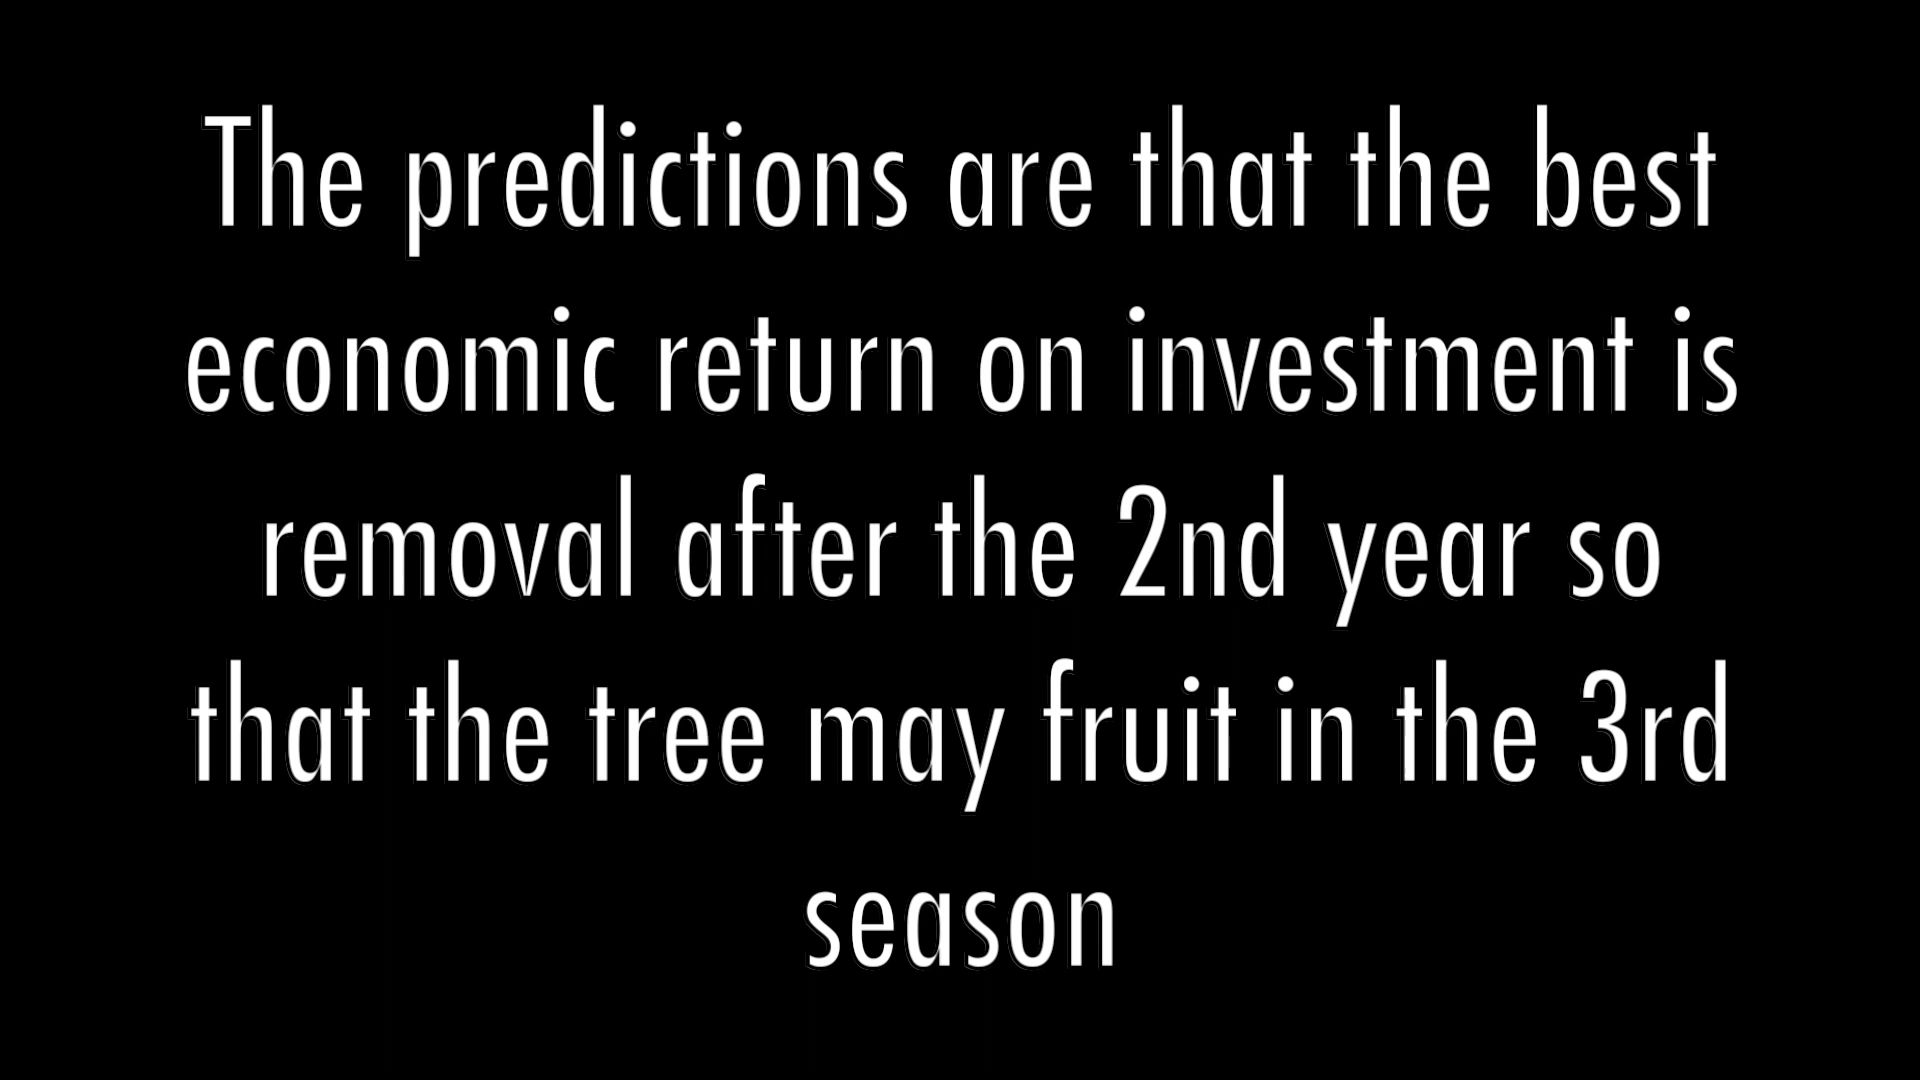 The predictions are that the best
economic return on investment is
removal after the 2nd year so
that the tree may fruit in the 3rd
season